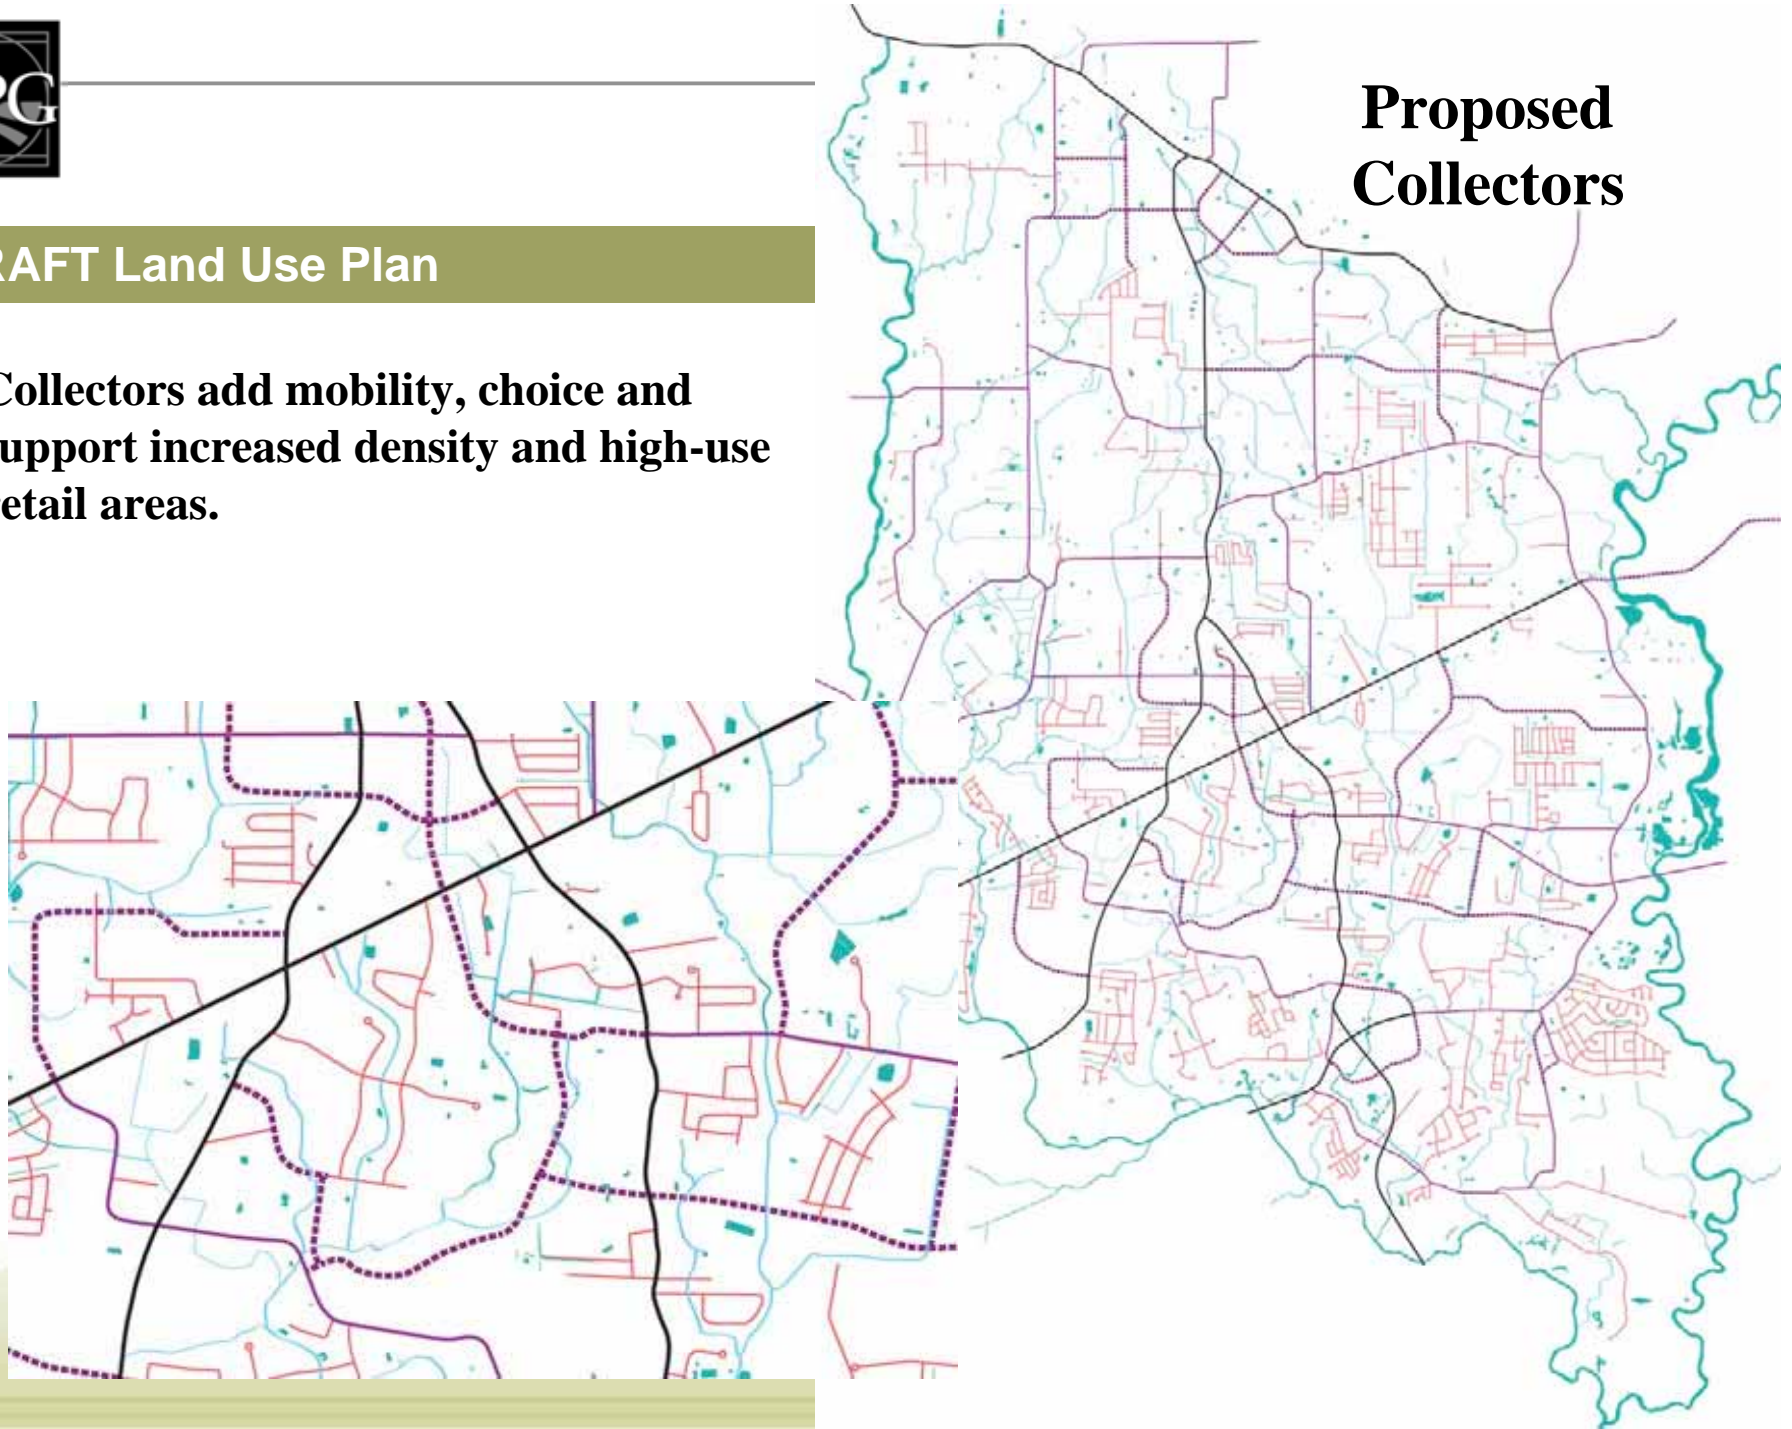 PG
RAFT Land Use Plan
Collectors add mobility, choice and
upport increased density and high-use
etail areas.
Proposed
Collectors